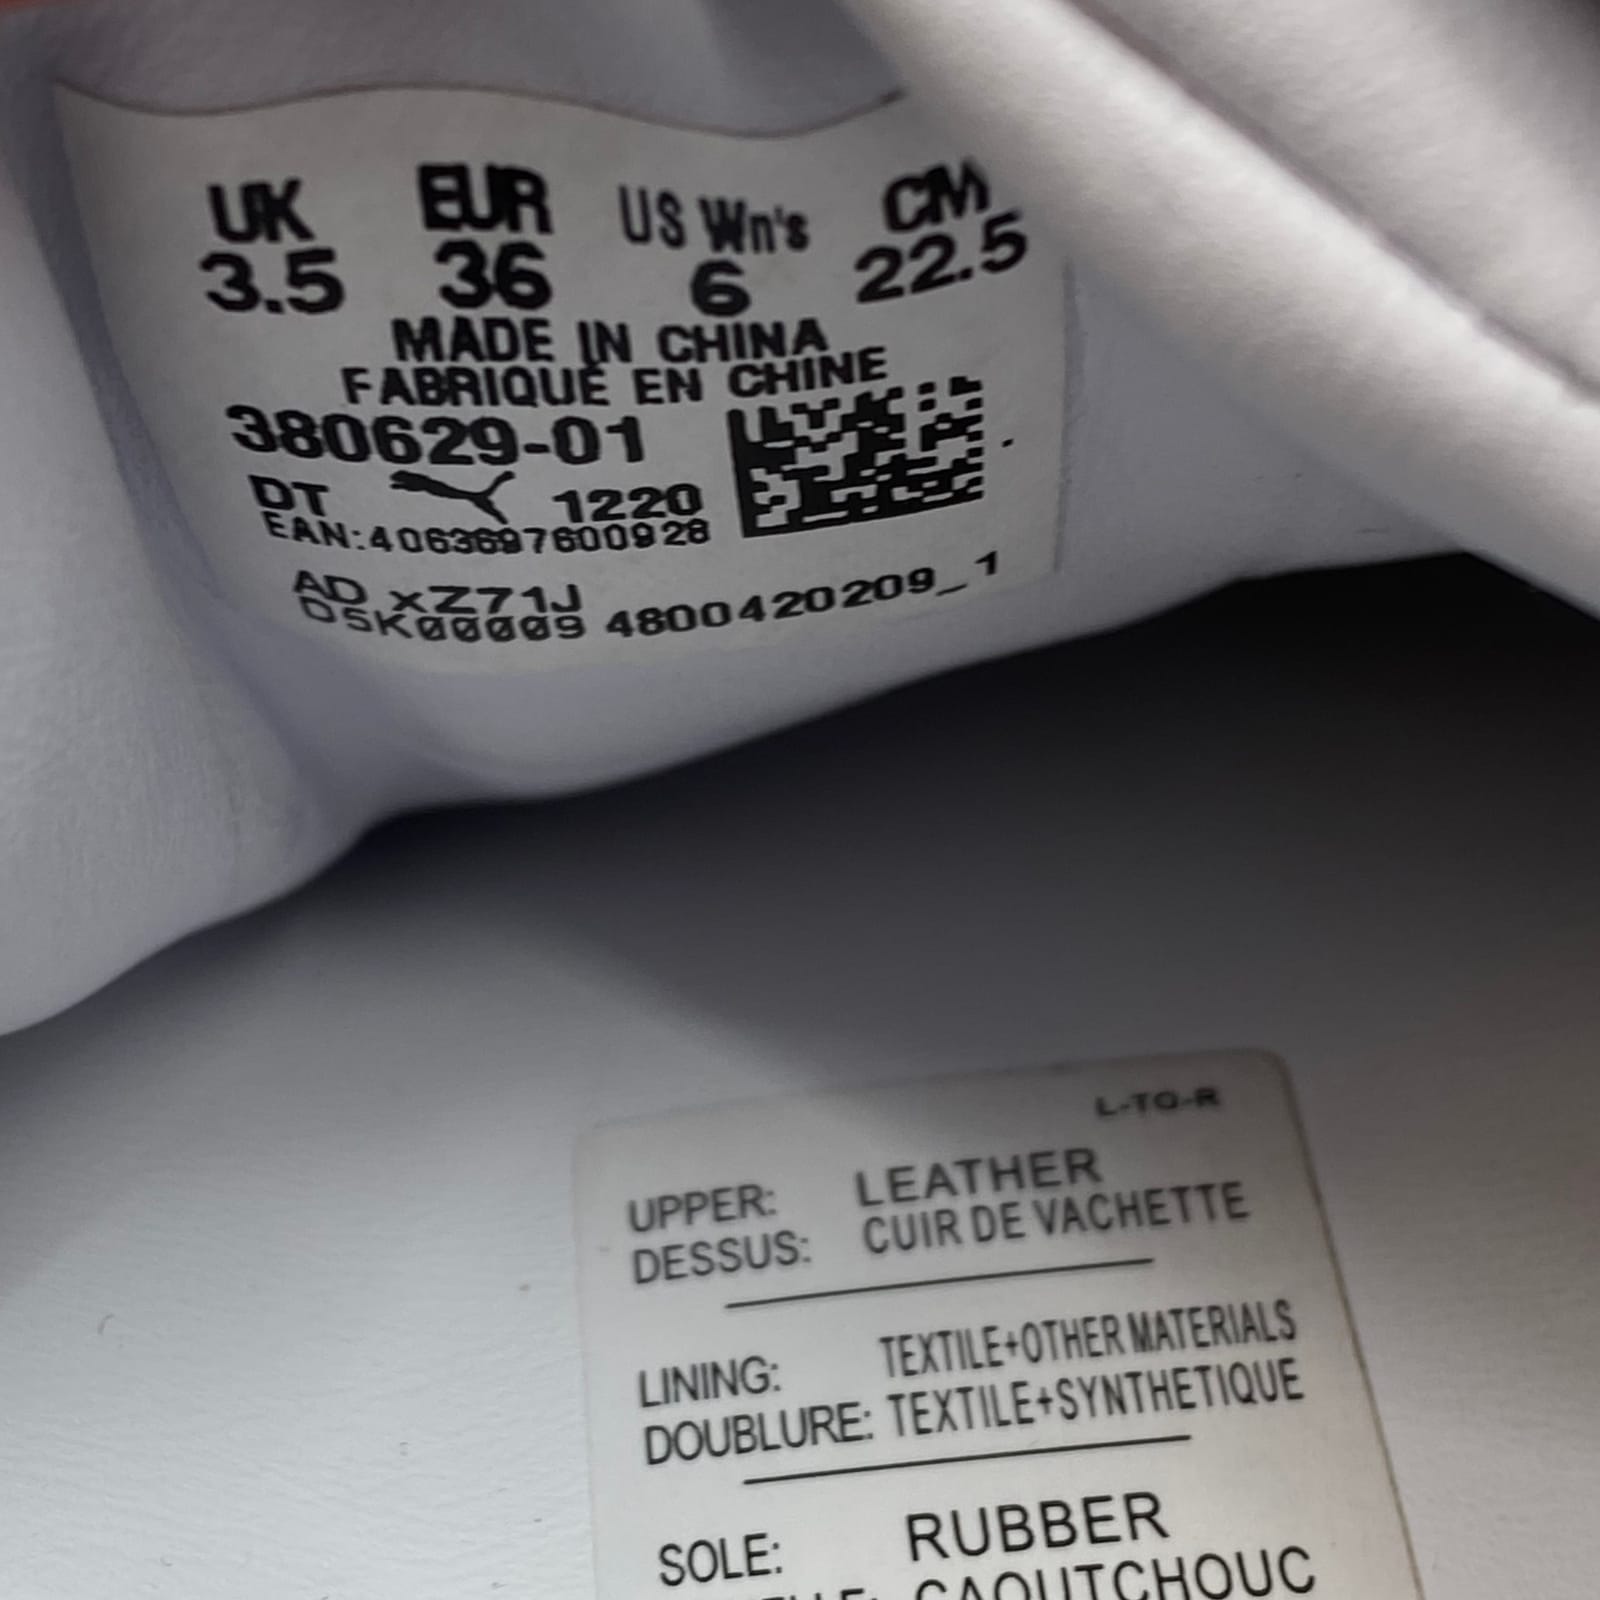 UK EUR US Wn's CM
3.5 36 6 22.5
MADE IN CHINA
FABRIQUÉ EN CHINE
380629-01
DT 1220
EAN:4063697600928
AD xZ71J
D5K00009 4800420209_1
L-TO-R
UPPER: LEATHER
DESSUS: CUIR DE VACHETTE
LINING: TEXTILE+OTHER MATERIALS
DOUBLURE: TEXTILE+SYNTHETIQUE
SOLE: RUBBER
CAOUTCHOUC